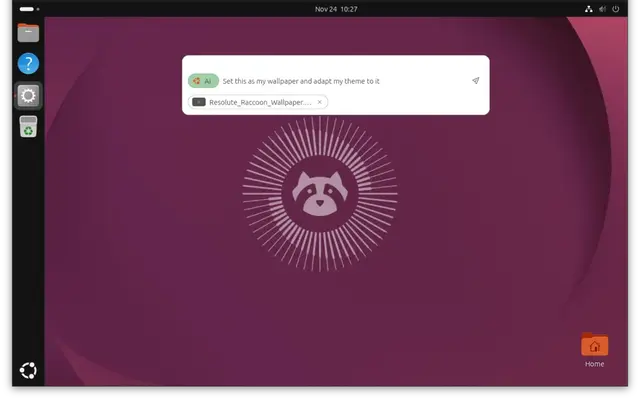 Nov 24 10:27
AI Set this as my wallpaper and adapt my theme to it
Resolute_Raccoon_Wallpaper.... ×
Home